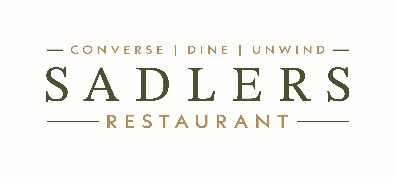 CONVERSE | DINE | UNWIND
SADLERS
RESTAURANT